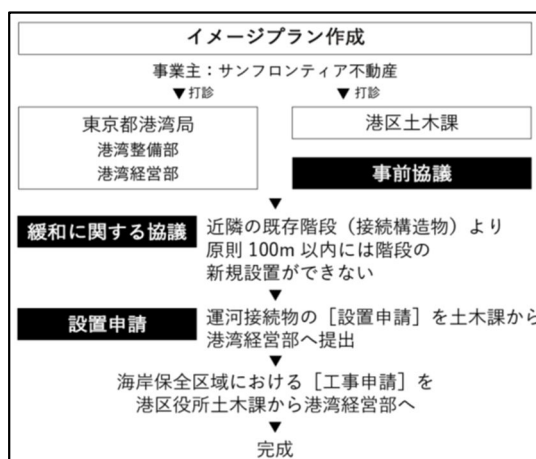 イメージプラン作成
事業主：サンフロンティア不動産
▼打診 ▼打診
東京都港湾局
港湾整備部
港湾経営部
港区土木課
事前協議
▼
緩和に関する協議
近隣の既存階段（接続構造物）より
原則100m以内には階段の
新規設置ができない
▼
設置申請
運河接続物の［設置申請］を土木課から
港湾経営部へ提出
▼
海岸保全区域における［工事申請］を
港区役所土木課から港湾経営部へ
▼
完成